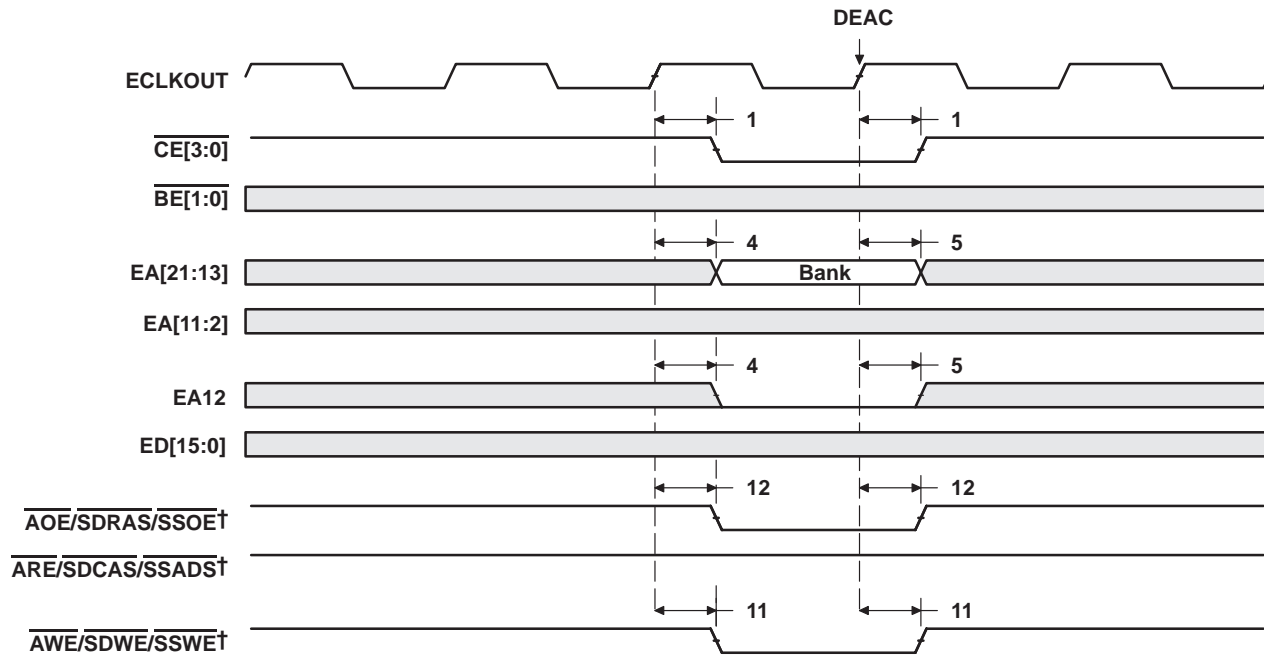 DEAC
ECLKOUT
1 1
CE[3:0]
BE[1:0]
4 5
EA[21:13] Bank
EA[11:2]
4 5
EA12
ED[15:0]
12 12
AOE/SDRAS/SSOE†
ARE/SDCAS/SSADS†
11 11
AWE/SDWE/SSWE†